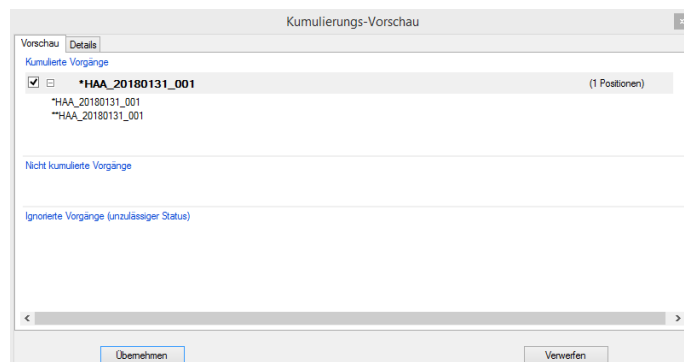 Kumulierungs-Vorschau
x
Vorschau Details
Kumulierte Vorgänge
*HAA_20180131_001 (1 Positionen)
*HAA_20180131_001
**HAA_20180131_001
Nicht kumulierte Vorgänge
Ignorierte Vorgänge (unzulässiger Status)
Übernehmen Verwerfen